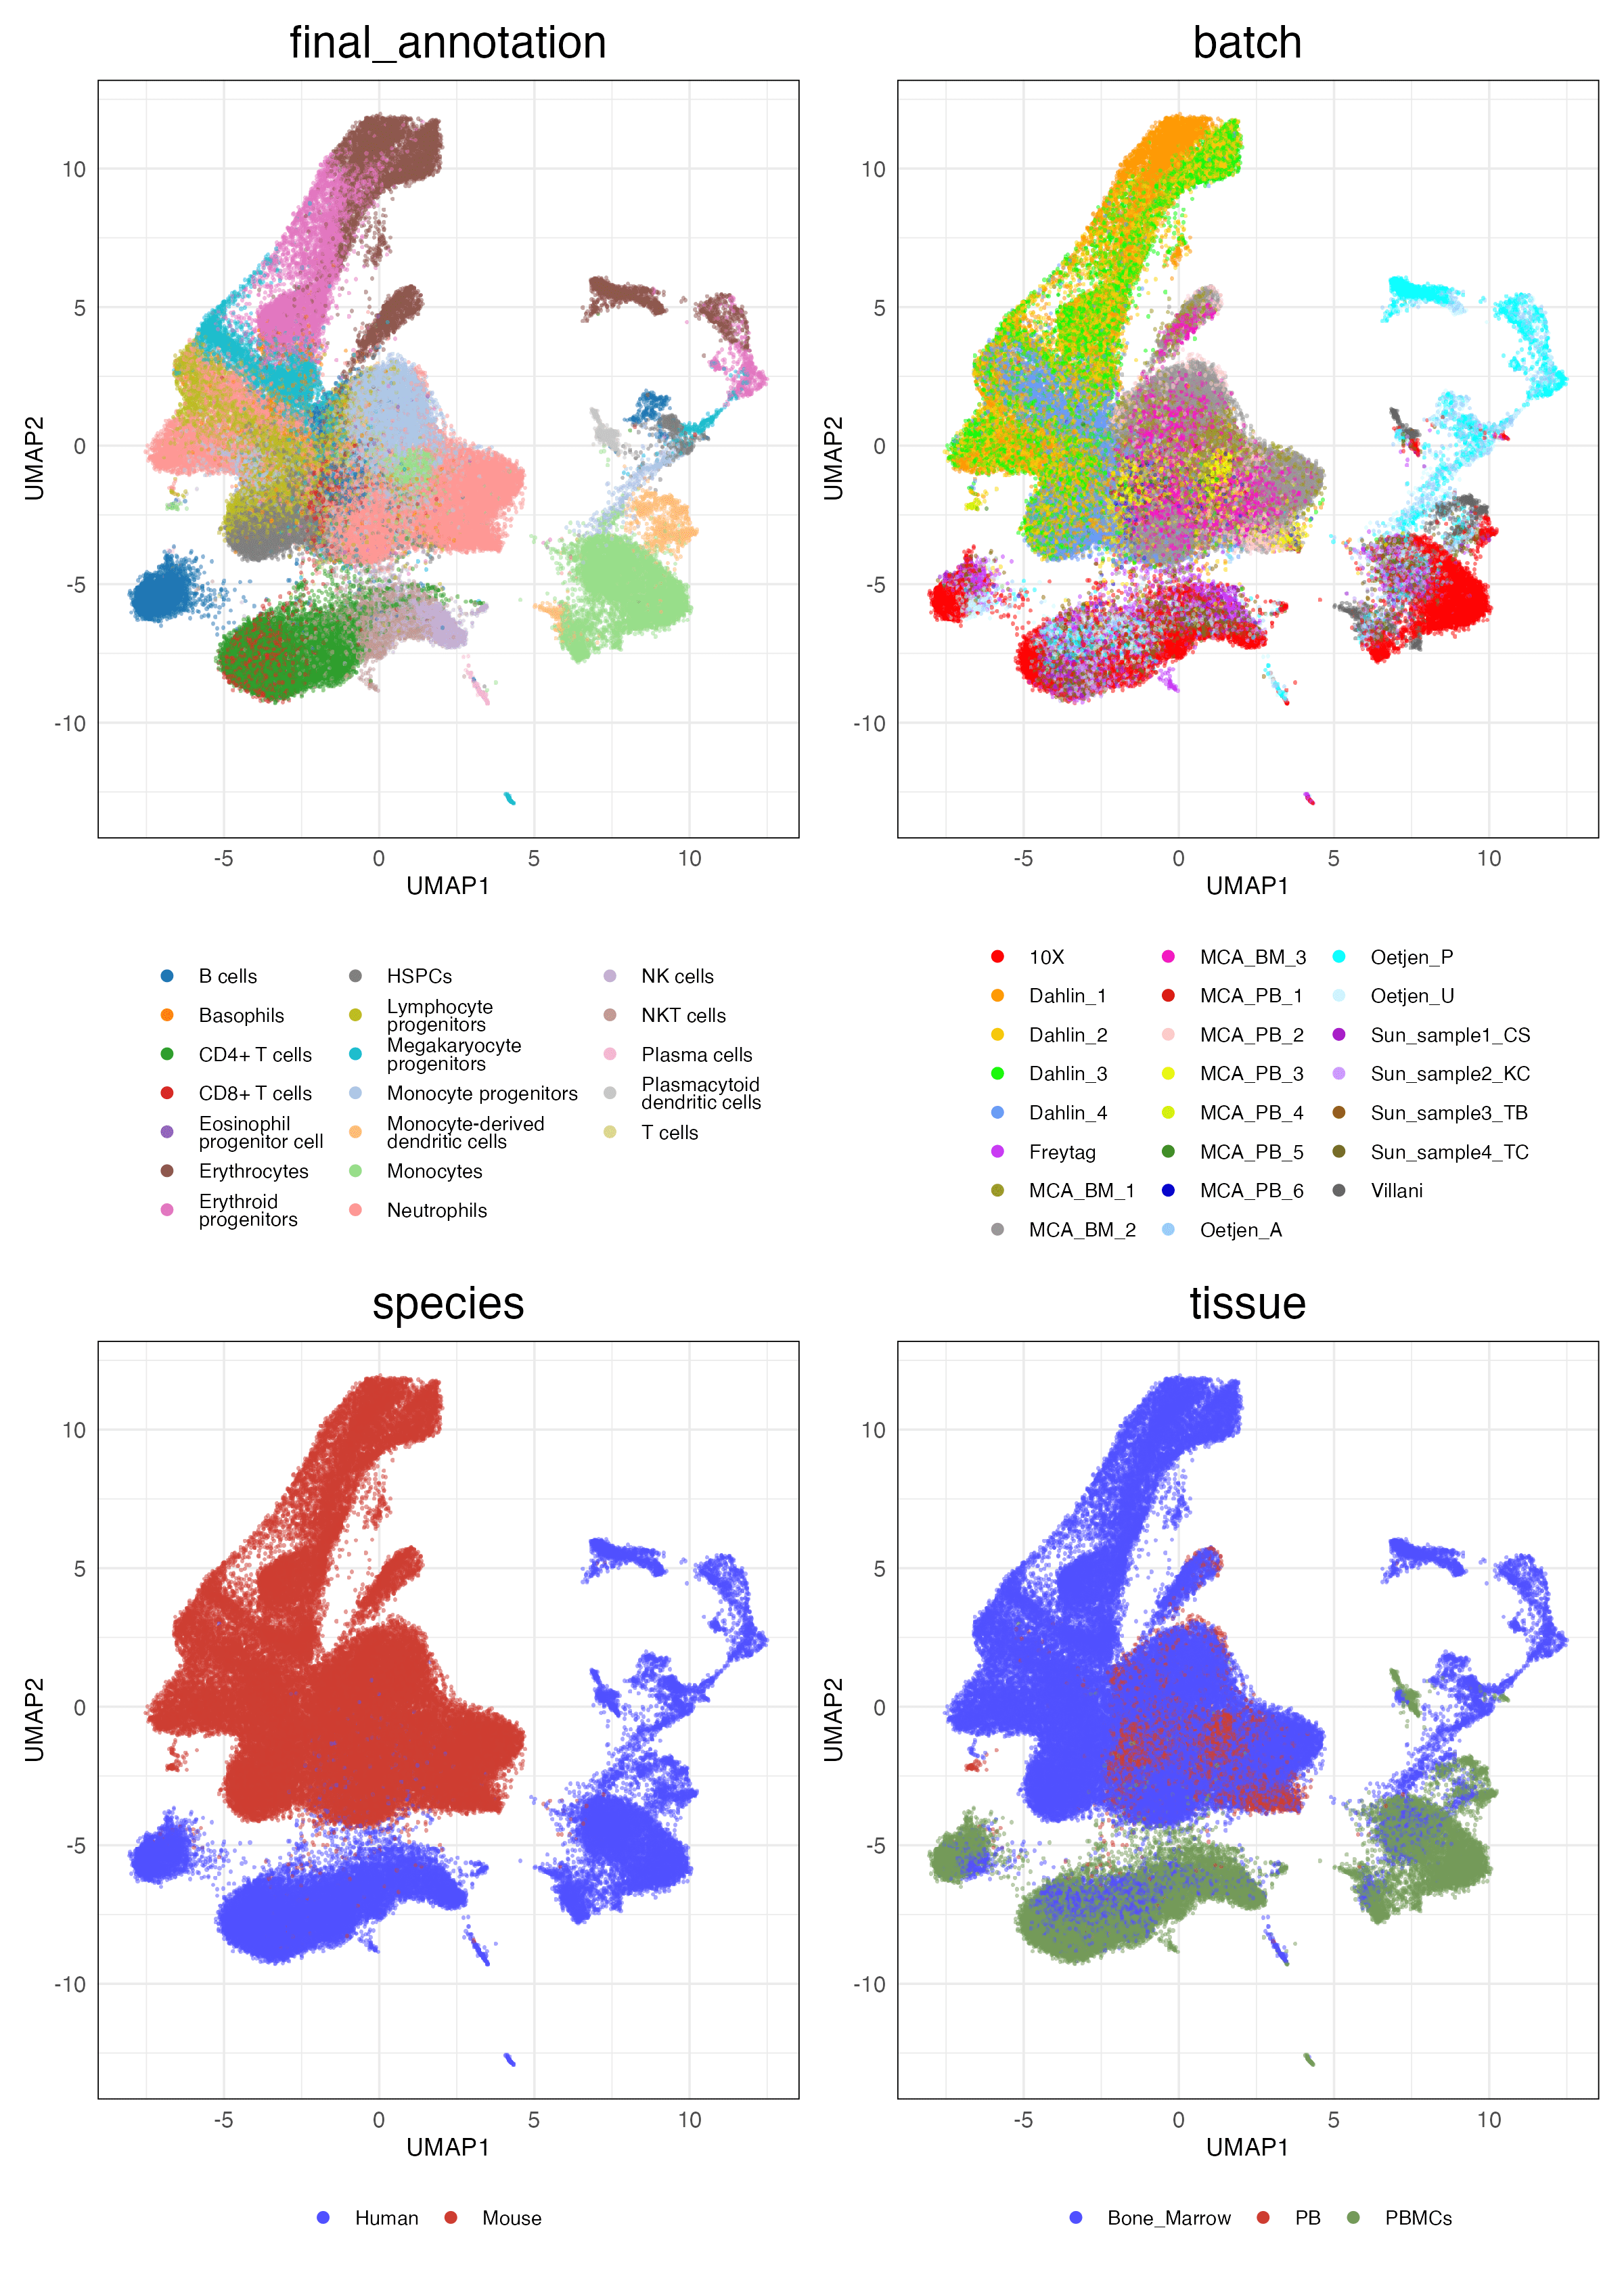 final_annotation
batch
10
5
0
-5
-10
UMAP2
-5
0
5
10
UMAP1
10
5
0
-5
-10
UMAP2
-5
0
5
10
UMAP1
B cells
Basophils
CD4+ T cells
CD8+ T cells
Eosinophil
progenitor cell
Erythrocytes
Erythroid
progenitors
HSPCs
Lymphocyte
progenitors
Megakaryocyte
progenitors
Monocyte progenitors
Monocyte-derived
dendritic cells
Monocytes
Neutrophils
NK cells
NKT cells
Plasma cells
Plasmacytoid
dendritic cells
T cells
10X
Dahlin_1
Dahlin_2
Dahlin_3
Dahlin_4
Freytag
MCA_BM_1
MCA_BM_2
MCA_BM_3
MCA_PB_1
MCA_PB_2
MCA_PB_3
MCA_PB_4
MCA_PB_5
MCA_PB_6
Oetjen_A
Oetjen_P
Oetjen_U
Sun_sample1_CS
Sun_sample2_KC
Sun_sample3_TB
Sun_sample4_TC
Villani
species
tissue
10
5
0
-5
-10
UMAP2
-5
0
5
10
UMAP1
10
5
0
-5
-10
UMAP2
-5
0
5
10
UMAP1
Human
Mouse
Bone_Marrow
PB
PBMCs